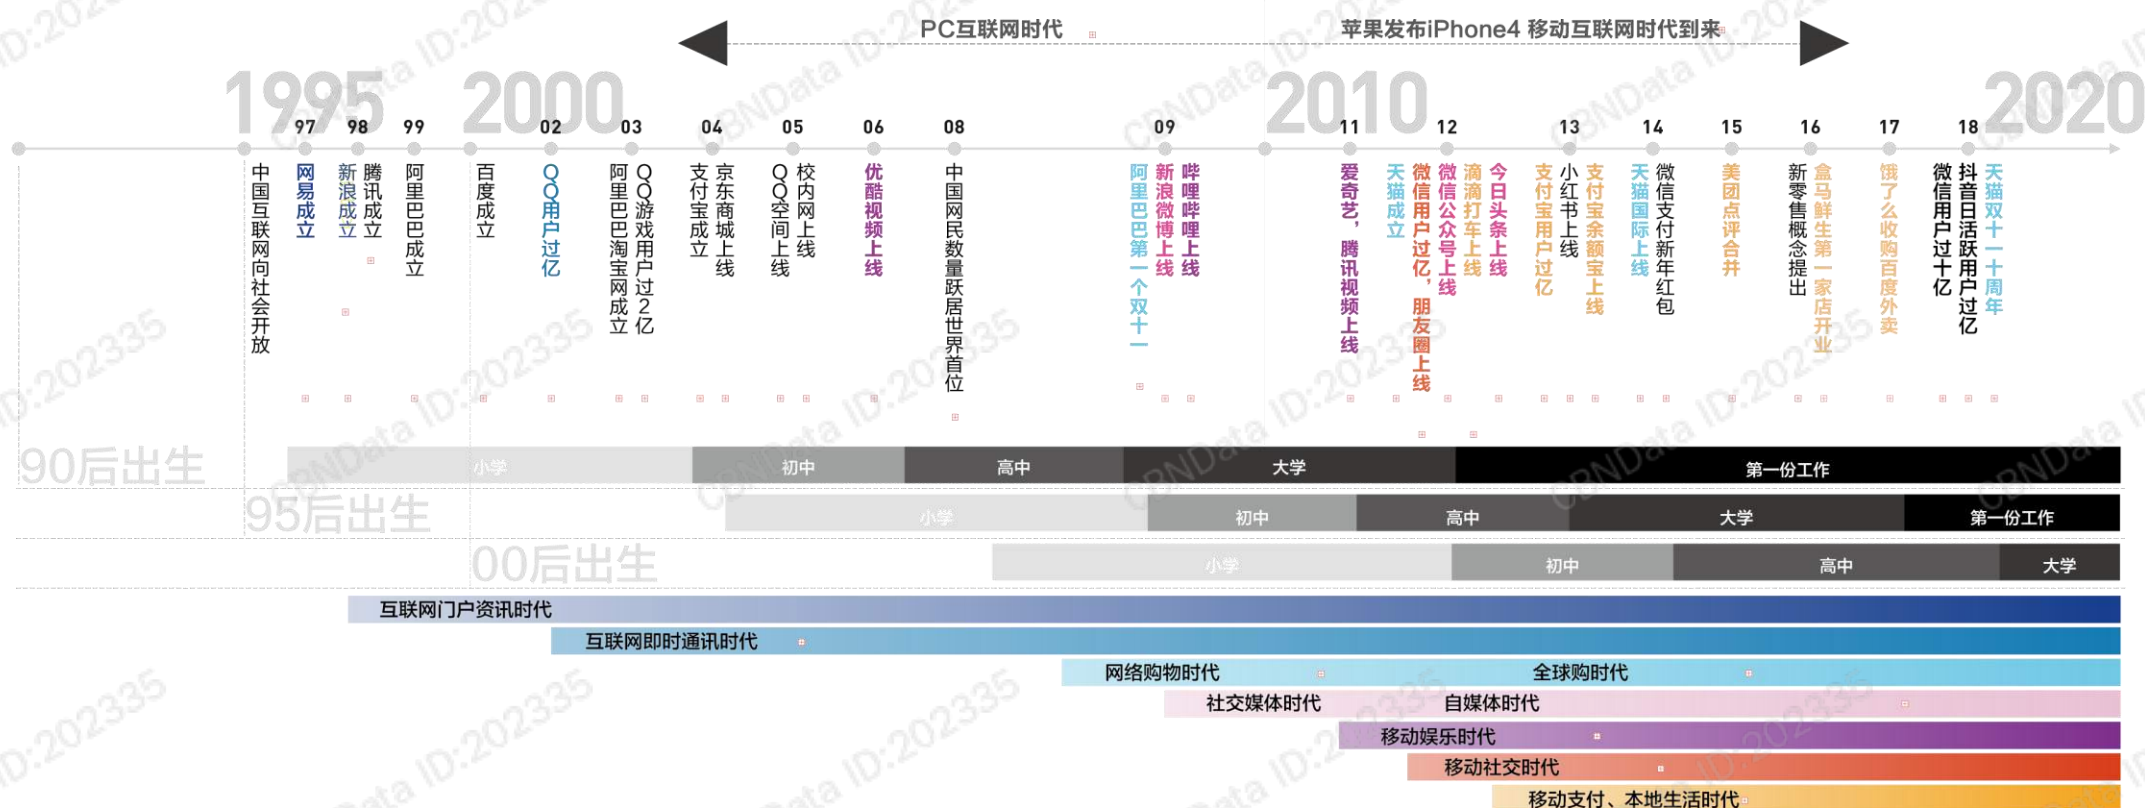 PC互联网时代
苹果发布iPhone4 移动互联网时代到来
1995
2000
2010
2020
97
98
99
02
03
04
05
06
08
09
11
12
13
14
15
16
17
18
中国互联网向社会开放
网易成立
新浪成立
腾讯成立
阿里巴巴成立
百度成立
QQ用户过亿
阿里巴巴淘宝网成立
QQ游戏用户过2亿
支付宝成立
京东商城上线
QQ空间上线
校内网上线
优酷视频上线
中国网民数量跃居世界首位
阿里巴巴第一个双十一
新浪微博上线
哔哩哔哩上线
爱奇艺，腾讯视频上线
天猫成立
微信用户过亿，朋友圈上线
微信公众号上线
滴滴打车上线
今日头条上线
支付宝用户过亿
小红书上线
支付宝余额宝上线
天猫国际上线
微信支付新年红包
美团点评合并
新零售概念提出
盒马鲜生第一家店开业
饿了么收购百度外卖
微信用户过十亿
抖音日活跃用户过亿
天猫双十一十周年
90后出生
小学
初中
高中
大学
第一份工作
95后出生
小学
初中
高中
大学
第一份工作
00后出生
小学
初中
高中
大学
互联网门户资讯时代
互联网即时通讯时代
网络购物时代
全球购时代
社交媒体时代
自媒体时代
移动娱乐时代
移动社交时代
移动支付、本地生活时代
CBNData ID:202335